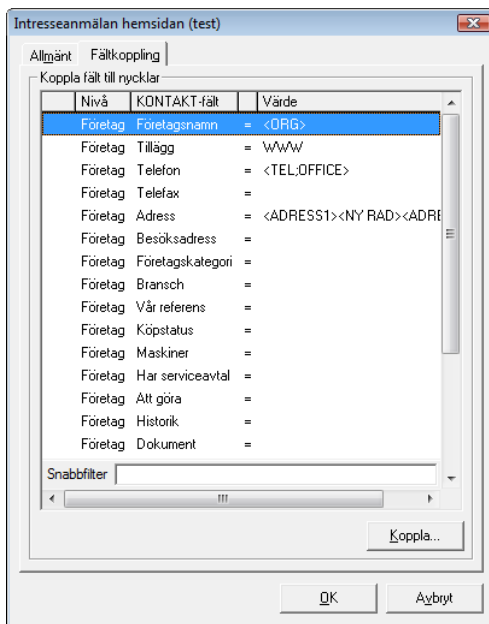 Intresseanmälan hemsidan (test)
Allmänt Fältkoppling
Koppla fält till nycklar
Nivå KONTAKT-fält Värde
Företag Företagsnamn = <ORG>
Företag Tillägg = WWW
Företag Telefon = <TEL;OFFICE>
Företag Telefax =
Företag Adress = <ADRESS1><NY RAD><ADRE
Företag Besöksadress =
Företag Företagskategori =
Företag Bransch =
Företag Vår referens =
Företag Köpstatus =
Företag Maskiner =
Företag Har serviceavtal =
Företag Att göra =
Företag Historik =
Företag Dokument =
Snabbfilter
Koppla...
OK Avbryt